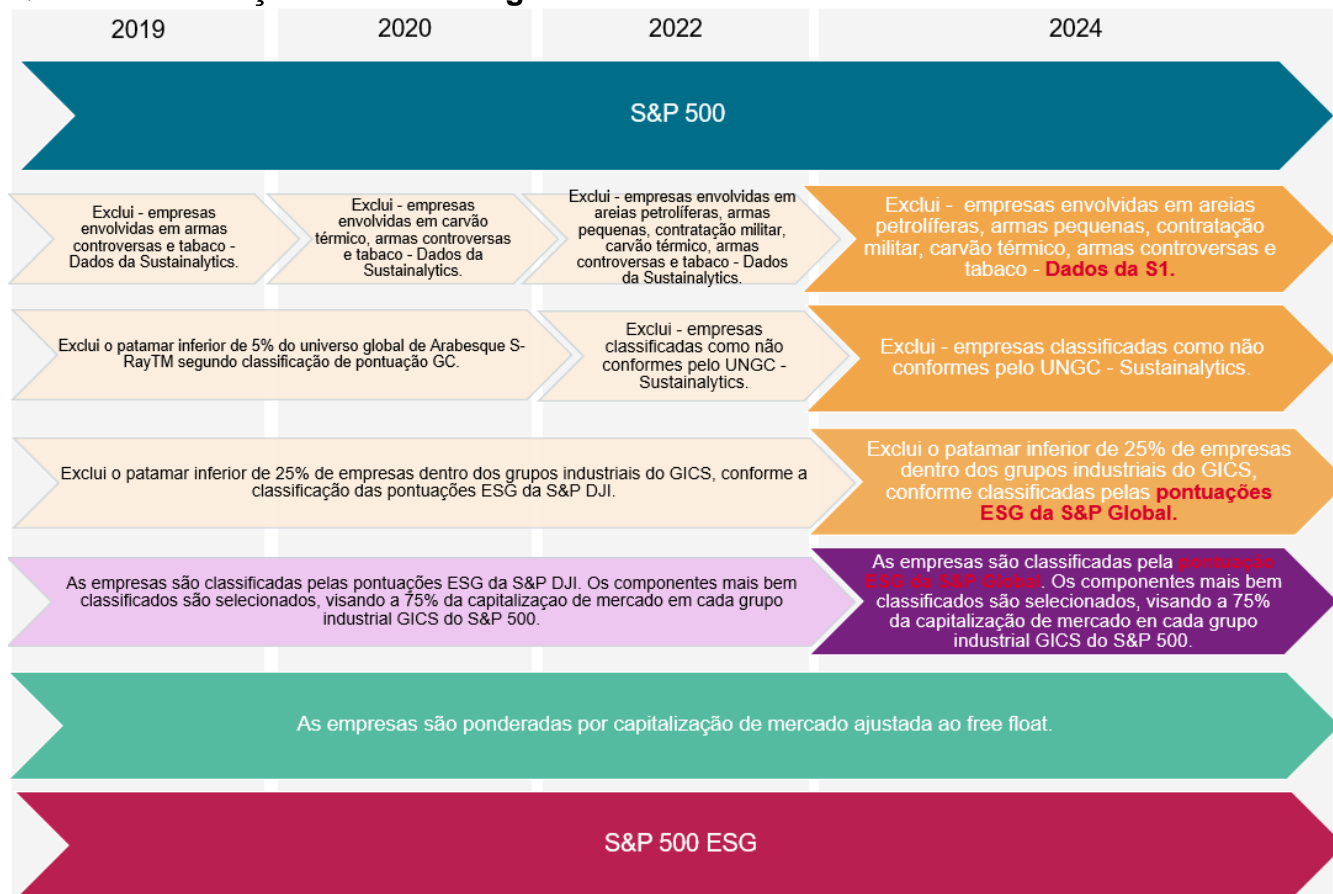 2019
2020
2022
2024
S&P 500
Exclui - empresas
envolvidas em armas
controversas e tabaco -
Dados da Sustainalytics.
Exclui - empresas
envolvidas em carvão
térmico, armas controversas
e tabaco - Dados da
Sustainalytics.
Exclui - empresas envolvidas em
areias petrolíferas, armas
pequenas, contratação militar,
carvão térmico, armas
controversas e tabaco - Dados
da Sustainalytics.
Exclui - empresas envolvidas em areias
petrolíferas, armas pequenas, contratação
militar, carvão térmico, armas controversas e
tabaco - Dados da S1.
Exclui o patamar inferior de 5% do universo global de Arabesque S-
RayTM segundo classificação de pontuação GC.
Exclui - empresas
classificadas como não
conformes pelo UNGC -
Sustainalytics.
Exclui - empresas classificadas como não
conformes pelo UNGC - Sustainalytics.
Exclui o patamar inferior de 25% de empresas dentro dos grupos industriais do GICS, conforme a
classificação das pontuações ESG da S&P DJI.
Exclui o patamar inferior de 25% de empresas
dentro dos grupos industriais do GICS,
conforme classificadas pelas pontuações
ESG da S&P Global.
As empresas são classificadas pelas pontuações ESG da S&P DJI. Os componentes mais bem
classificados são selecionados, visando a 75% da capitalizaçao de mercado em cada grupo
industrial GICS do S&P 500.
As empresas são classificadas pela pontuação
ESG da S&P Global. Os componentes mais bem
classificados são selecionados, visando a 75%
da capitalização de mercado en cada grupo
industrial GICS do S&P 500.
As empresas são ponderadas por capitalização de mercado ajustada ao free float.
S&P 500 ESG